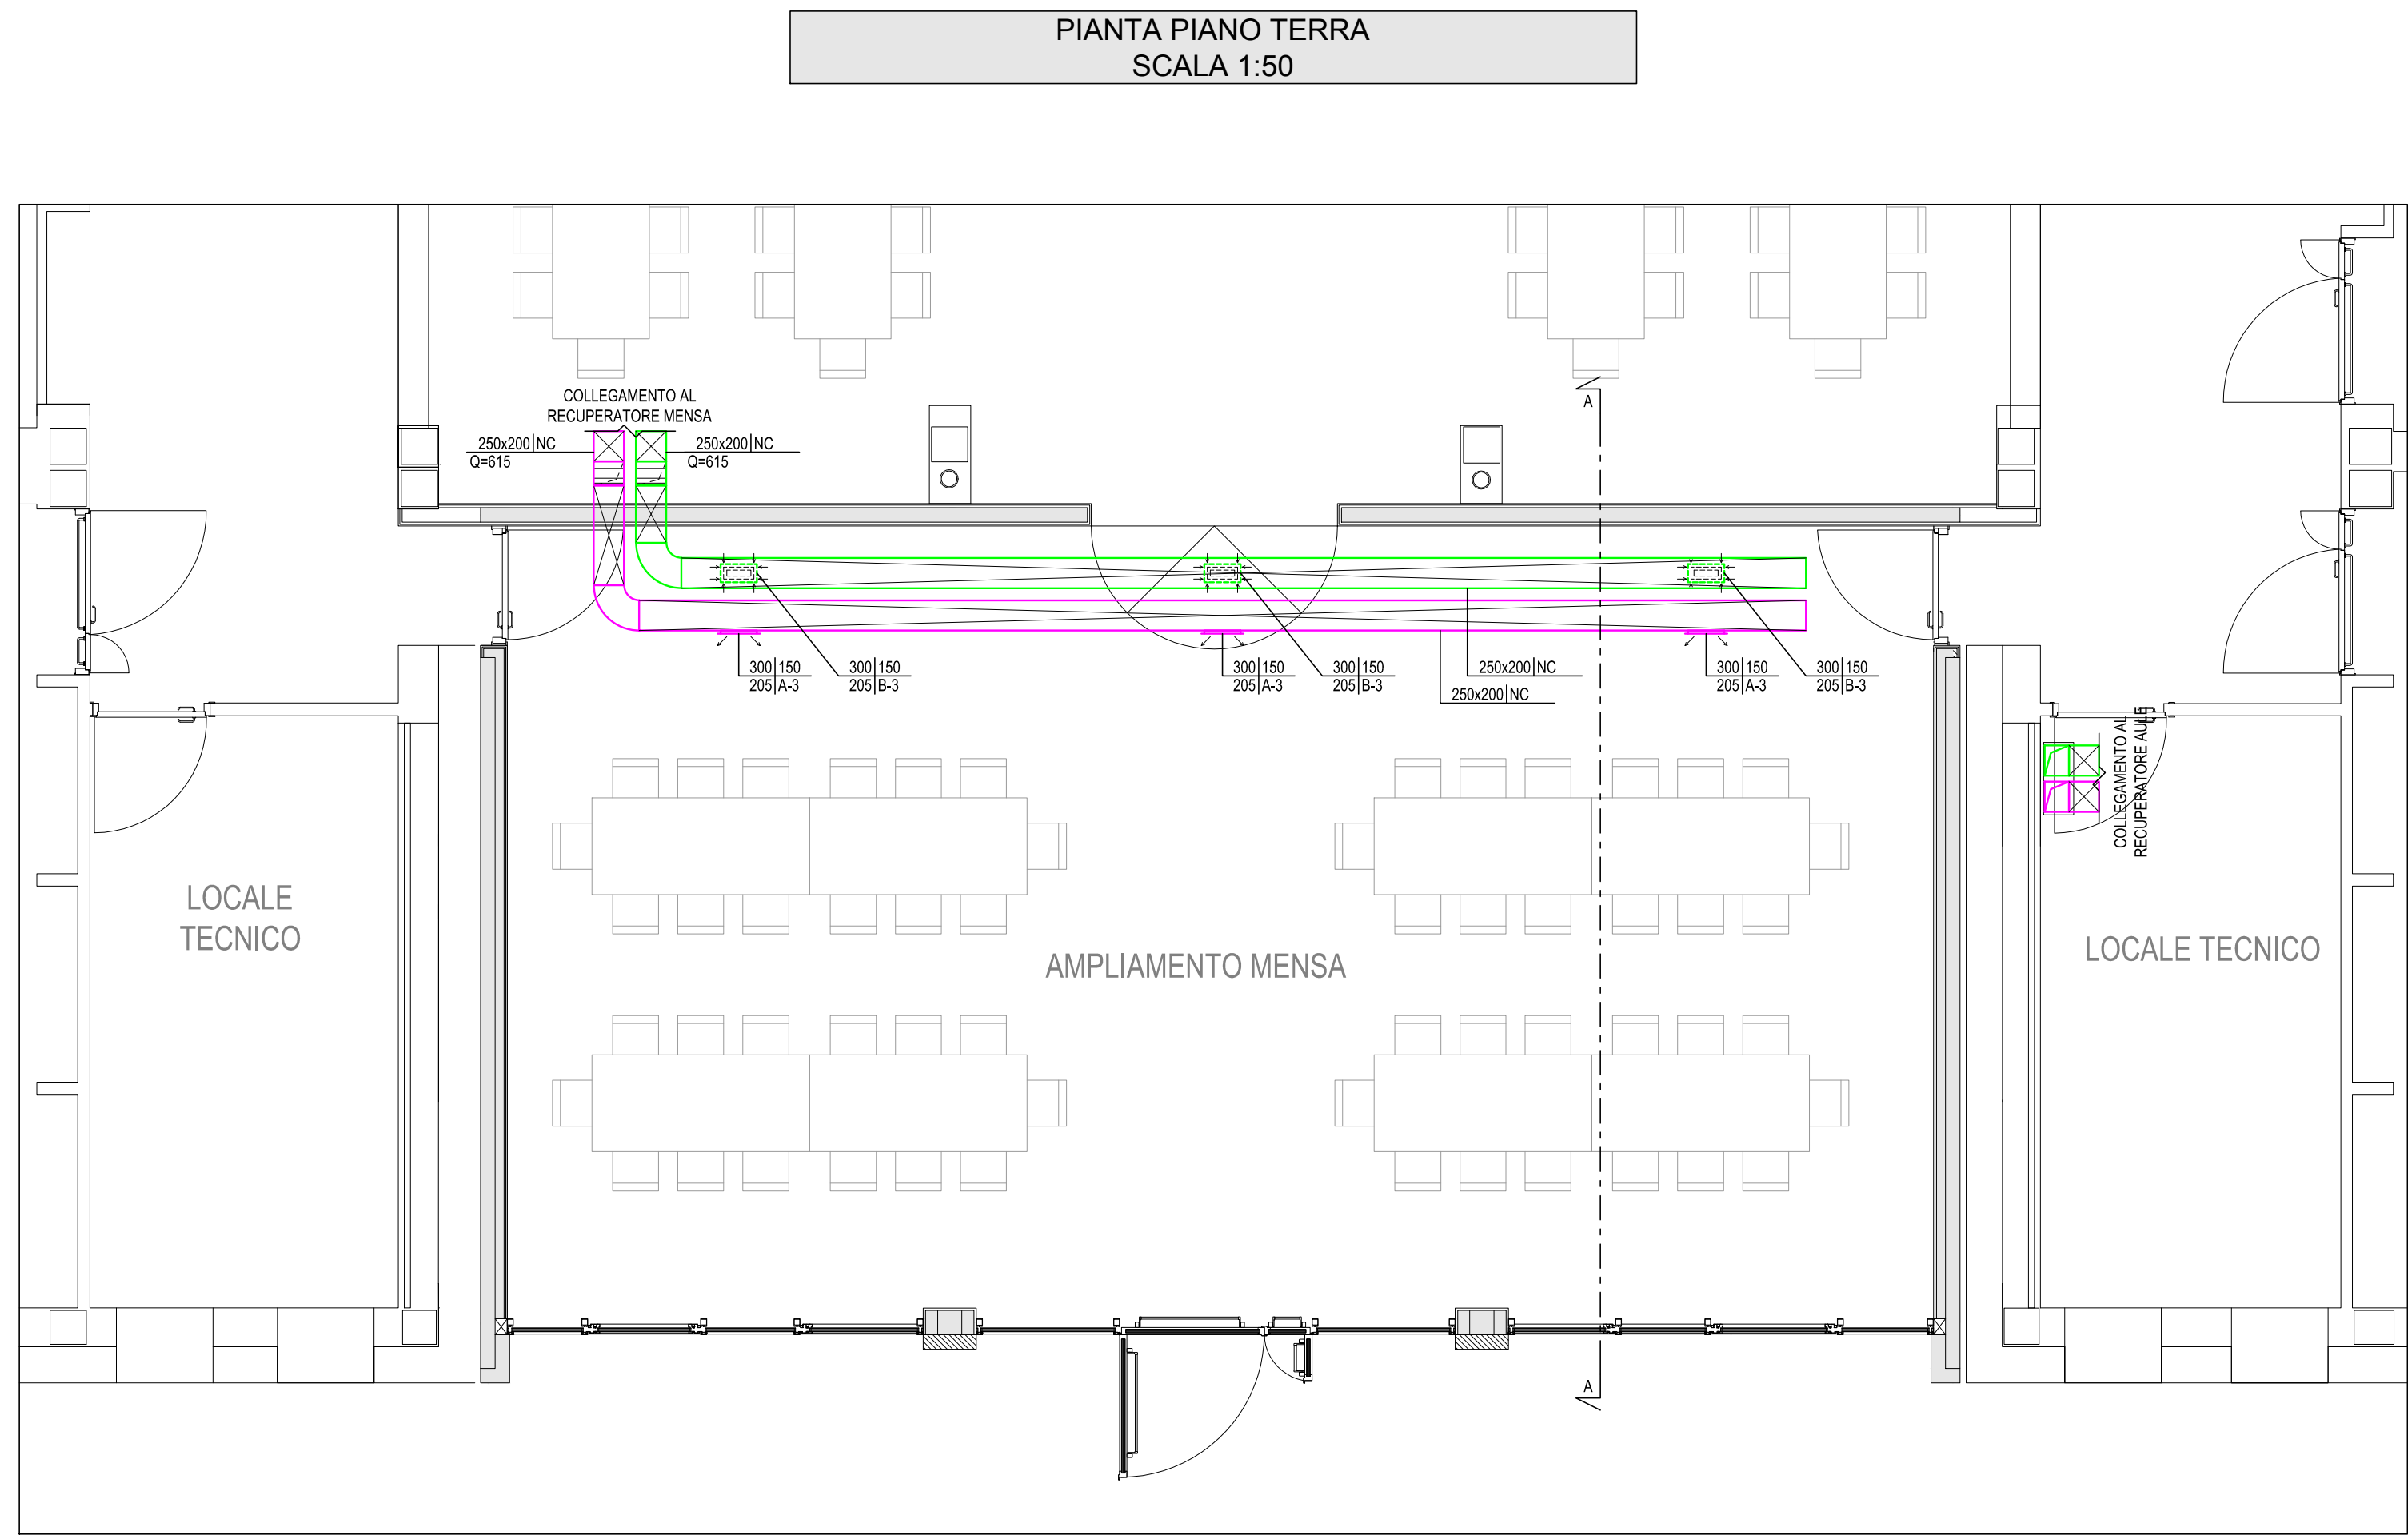 PIANTA PIANO TERRA
SCALA 1:50
COLLEGAMENTO AL
RECUPERATORE MENSA
250x200|NC
Q=615
250x200|NC
Q=615
A
300|150
205|A-3
300|150
205|B-3
300|150
205|A-3
300|150
205|B-3
250x200|NC
250x200|NC
300|150
205|A-3
300|150
205|B-3
COLLEGAMENTO AL
RECUPERATORE AULE
LOCALE
TECNICO
AMPLIAMENTO MENSA
LOCALE TECNICO
A